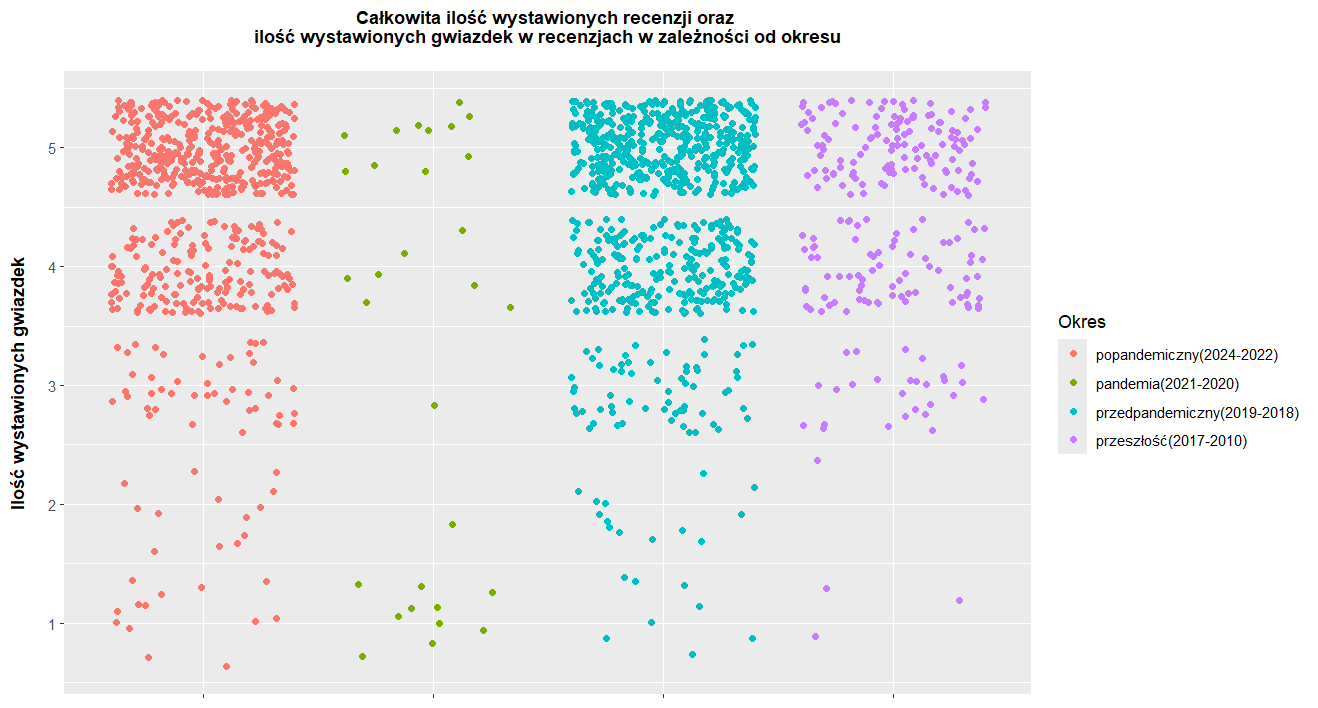 Całkowita ilość wystawionych recenzji oraz
ilość wystawionych gwiazdek w recenzjach w zależności od okresu
Ilość wystawionych gwiazdek
5
4
3
2
1
Okres
popandemiczny(2024-2022)
pandemia(2021-2020)
przedpandemiczny(2019-2018)
przeszłość(2017-2010)